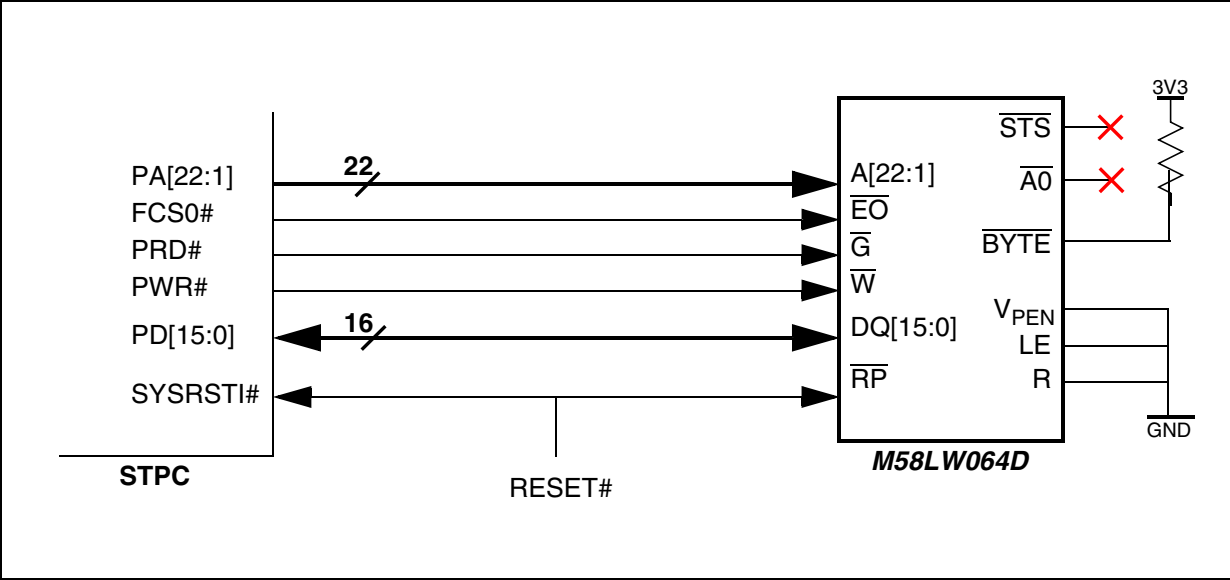 3V3
STS
22
PA[22:1]
A[22:1]
A0
FCS0#
EO
PRD#
G
BYTE
PWR#
W
VPEN
16
PD[15:0]
DQ[15:0]
LE
SYSRSTI#
RP
R
GND
STPC
M58LW064D
RESET#